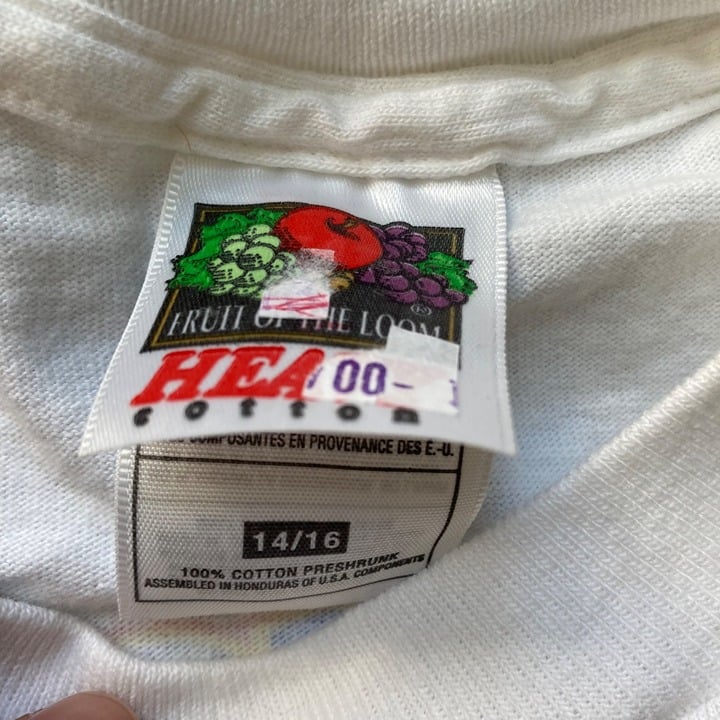 FRUIT OF THE LOOM ®
HEA 00-
cotton
COMPOSANTES EN PROVENANCE DES É.-U.
14/16
100% COTTON PRESHRUNK
ASSEMBLED IN HONDURAS OF U.S.A. COMPONENTS